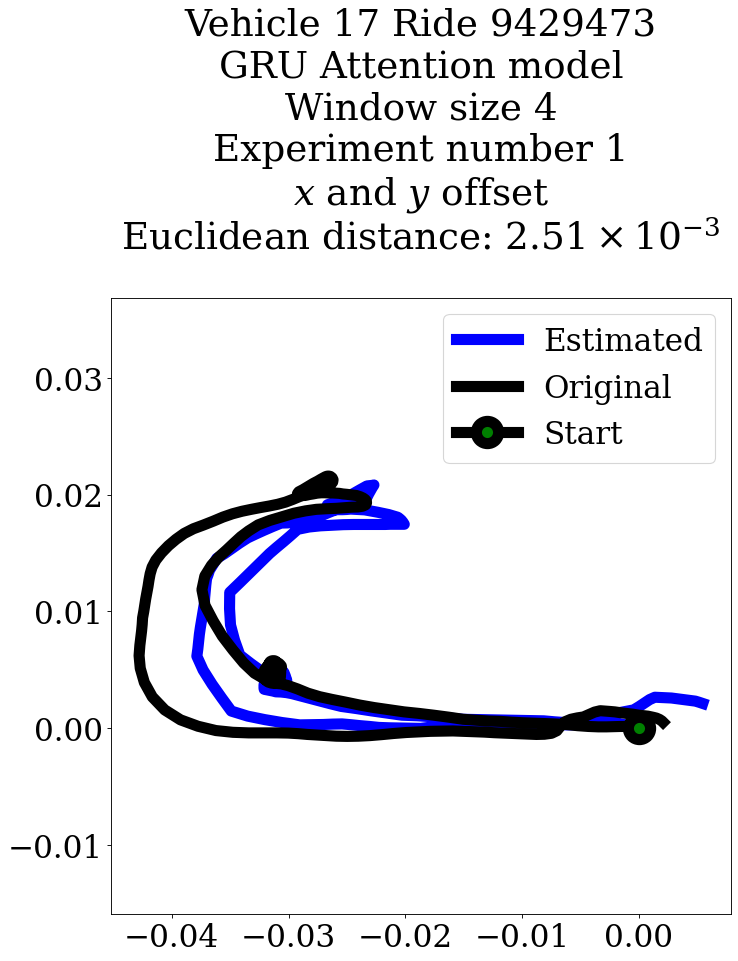 Vehicle 17 Ride 9429473
GRU Attention model
Window size 4
Experiment number 1
x and y offset
Euclidean distance: 2.51 × 10⁻³
Estimated
Original
Start
0.03
0.02
0.01
0.00
−0.01
−0.04 −0.03 −0.02 −0.01 0.00